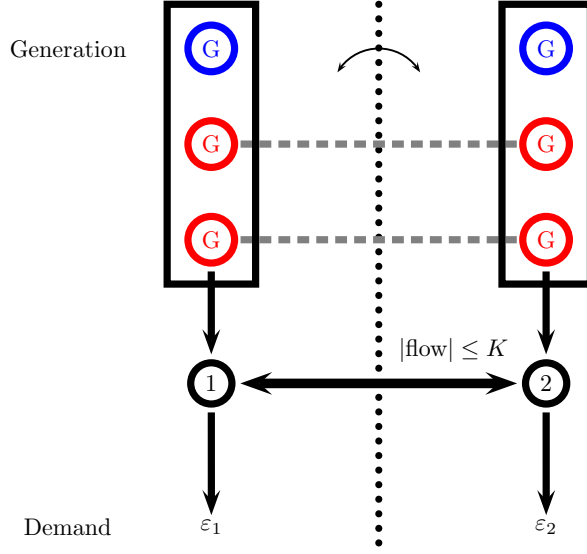 Generation G G
G G
G G
|flow| ≤ K
1 2
Demand ε₁ ε₂